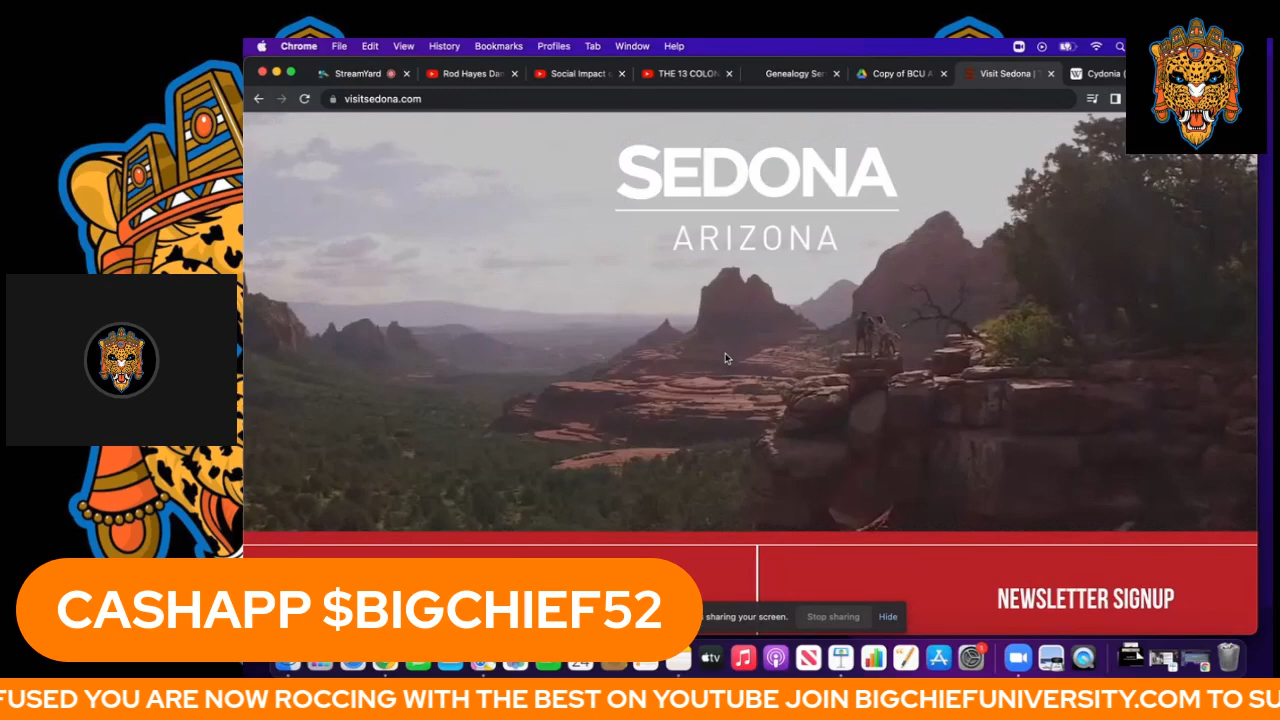 Chrome File Edit View History Bookmarks Profiles Tab Window Help
StreamYard
Rod Hayes Dan
Social Impact
THE 13 COLON
Genealogy Ser
Copy of BCU A
Visit Sedona |
Cydonia (
visitsedona.com
SEDONA
ARIZONA
NEWSLETTER SIGNUP
sharing your screen.
Stop sharing
Hide
CASHAPP $BIGCHIEF52
tv
FUSED YOU ARE NOW ROCCING WITH THE BEST ON YOUTUBE JOIN BIGCHIEFUNIVERSITY.COM TO SU